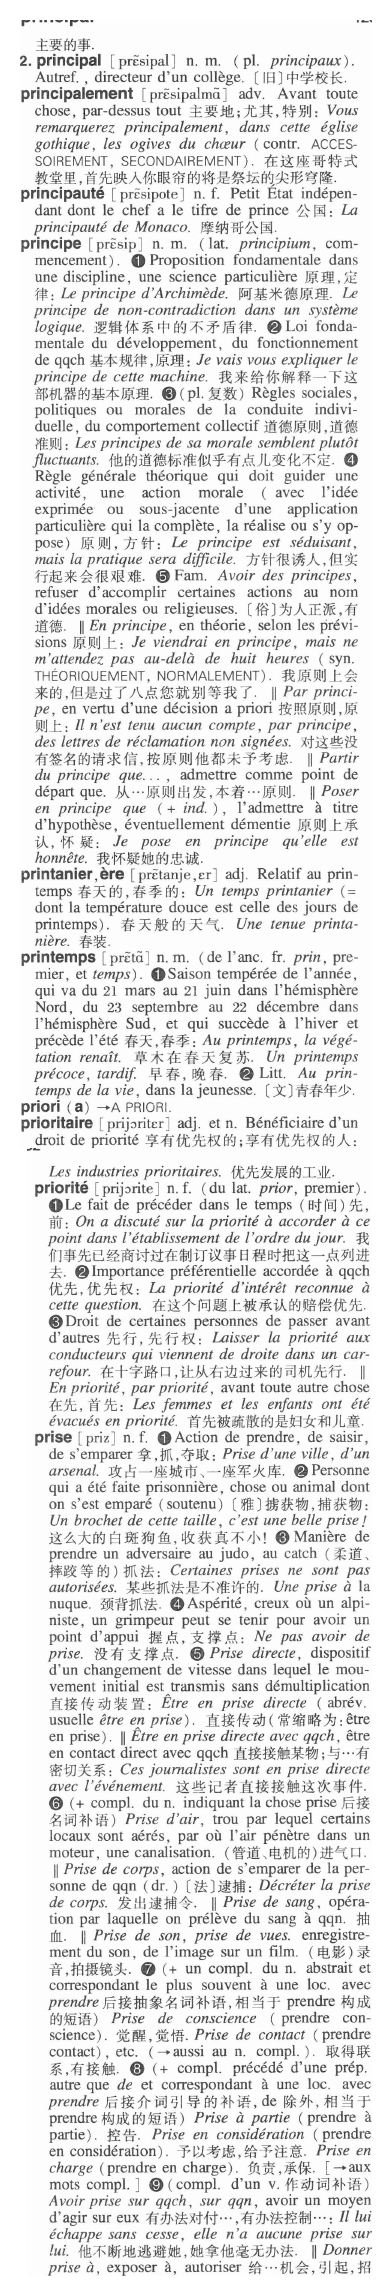 主要的事.
2. principal [prɛ̃sipal] n. m. ( pl. principaux).
Autref. , directeur d'un collège. 〔旧〕中学校长.
principalement [prɛ̃sipalmɑ̃] adv. Avant toute
chose, par-dessus tout 主要地;尤其,特别: Vous
remarquerez principalement, dans cette église
gothique, les ogives du chœur (contr. ACCES-
SOIREMENT, SECONDAIREMENT). 在这座哥特式
教堂里,首先映入你眼帘的将是祭坛的尖形穹隆.
principauté [prɛ̃sipote] n. f. Petit État indépen-
dant dont le chef a le tifre de prince 公国: La
principauté de Monaco. 摩纳哥公国.
principe [prɛ̃sip] n. m. (lat. principium, com-
mencement). ❶ Proposition fondamentale dans
une discipline, une science particulière 原理,定
律: Le principe d'Archimède. 阿基米德原理. Le
principe de non-contradiction dans un système
logique. 逻辑体系中的不矛盾律. ❷ Loi fonda-
mentale du développement, du fonctionnement
de qqch 基本规律,原理: Je vais vous expliquer le
principe de cette machine. 我来给你解释一下这
部机器的基本原理. ❸ (pl. 复数) Règles sociales,
politiques ou morales de la conduite indivi-
duelle, du comportement collectif 道德原则,道德
准则: Les principes de sa morale semblent plutôt
fluctuants. 他的道德标准似乎有点儿变化不定. ❹
Règle générale théorique qui doit guider une
activité, une action morale ( avec l'idée
exprimée ou sous-jacente d'une application
particulière qui la complète, la réalise ou s'y op-
pose) 原则,方针: Le principe est séduisant,
mais la pratique sera difficile. 方针很诱人,但实
行起来会很艰难. ❺ Fam. Avoir des principes,
refuser d'accomplir certaines actions au nom
d'idées morales ou religieuses. 〔俗〕为人正派,有
道德. ‖ En principe, en théorie, selon les prévi-
sions 原则上: Je viendrai en principe, mais ne
m'attendez pas au-delà de huit heures ( syn.
THÉORIQUEMENT, NORMALEMENT). 我原则上会
来的,但是过了八点您就别等我了. ‖ Par princi-
pe, en vertu d'une décision a priori 按照原则,原
则上: Il n'est tenu aucun compte, par principe,
des lettres de réclamation non signées. 对这些没
有签名的请求信,按原则他都未予考虑. ‖ Partir
du principe que... , admettre comme point de
départ que. 从…原则出发,本着…原则. ‖ Poser
en principe que ( + ind. ), l'admettre à titre
d'hypothèse, éventuellement démentie 原则上承
认,怀疑: Je pose en principe qu'elle est
honnête. 我怀疑她的忠诚.
printanier,ère [prɛ̃tanje,ɛr] adj. Relatif au prin-
temps 春天的,春季的: Un temps printanier (=
dont la température douce est celle des jours de
printemps). 春天般的天气. Une tenue printa-
nière. 春装.
printemps [prɛ̃tɑ̃] n. m. (de l'anc. fr. prin, pre-
mier, et temps). ❶ Saison tempérée de l'année,
qui va du 21 mars au 21 juin dans l'hémisphère
Nord, du 23 septembre au 22 décembre dans
l'hémisphère Sud, et qui succède à l'hiver et
précède l'été 春天,春季: Au printemps, la végé-
tation renaît. 草木在春天复苏. Un printemps
précoce, tardif. 早春,晚春. ❷ Litt. Au prin-
temps de la vie, dans la jeunesse. 〔文〕青春年少.
priori (a) →A PRIORI.
prioritaire [prijɔritɛr] adj. et n. Bénéficiaire d'un
droit de priorité 享有优先权的;享有优先权的人:
Les industries prioritaires. 优先发展的工业.
priorité [prijɔrite] n. f. (du lat. prior, premier).
❶ Le fait de précéder dans le temps (时间)先,
前: On a discuté sur la priorité à accorder à ce
point dans l'établissement de l'ordre du jour. 我
们事先已经商讨过在制订议事日程时把这一点列进
去. ❷ Importance préférentielle accordée à qqch
优先,优先权: La priorité d'intérêt reconnue à
cette question. 在这个问题上被承认的赔偿优先.
❸ Droit de certaines personnes de passer avant
d'autres 先行,先行权: Laisser la priorité aux
conducteurs qui viennent de droite dans un car-
refour. 在十字路口,让从右边过来的司机先行. ‖
En priorité, par priorité, avant toute autre chose
在先,首先: Les femmes et les enfants ont été
évacués en priorité. 首先被疏散的是妇女和儿童.
prise [priz] n. f. ❶ Action de prendre, de saisir,
de s'emparer 拿,抓,夺取: Prise d'une ville, d'un
arsenal. 攻占一座城市、一座军火库. ❷ Personne
qui a été faite prisonnière, chose ou animal dont
on s'est emparé (soutenu) 〔雅〕掳获物,捕获物:
Un brochet de cette taille, c'est une belle prise!
这么大的白斑狗鱼,收获真不小! ❸ Manière de
prendre un adversaire au judo, au catch (柔道、
摔跤等的)抓法: Certaines prises ne sont pas
autorisées. 某些抓法是不准许的. Une prise à la
nuque. 颈背抓法. ❹ Aspérité, creux où un alpi-
niste, un grimpeur peut se tenir pour avoir un
point d'appui 握点,支撑点: Ne pas avoir de
prise. 没有支撑点. ❺ Prise directe, dispositif
d'un changement de vitesse dans lequel le mou-
vement initial est transmis sans démultiplication
直接传动装置: Être en prise directe ( abrév.
usuelle être en prise). 直接传动(常缩略为:être
en prise). ‖ Être en prise directe avec qqch, être
en contact direct avec qqch 直接接触某物;与…有
密切关系: Ces journalistes sont en prise directe
avec l'événement. 这些记者直接接触这次事件.
❻ (+ compl. du n. indiquant la chose prise 后接
名词补语) Prise d'air, trou par lequel certains
locaux sont aérés, par où l'air pénètre dans un
moteur, une canalisation. (管道、电机的)进气口.
‖ Prise de corps, action de s'emparer de la per-
sonne de qqn (dr. ) 〔法〕逮捕: Décréter la prise
de corps. 发出逮捕令. ‖ Prise de sang, opéra-
tion par laquelle on prélève du sang à qqn. 抽
血. ‖ Prise de son, prise de vues. enregistre-
ment du son, de l'image sur un film. (电影)录
音,拍摄镜头. ❼ (+ un compl. du n. abstrait et
correspondant le plus souvent à une loc. avec
prendre 后接抽象名词补语,相当于 prendre 构成
的短语) Prise de conscience ( prendre con-
science). 觉醒,觉悟. Prise de contact (prendre
contact), etc. (→aussi au n. compl. ). 取得联
系,有接触. ❽ (+ compl. précédé d'une prép.
autre que de et correspondant à une loc. avec
prendre 后接介词引导的补语, de 除外,相当于
prendre 构成的短语) Prise à partie (prendre à
partie). 控告. Prise en considération (prendre
en considération). 予以考虑,给予注意. Prise en
charge (prendre en charge). 负责,承保. [→aux
mots compl. ] ❾ (compl. d'un v. 作动词补语)
Avoir prise sur qqch, sur qqn, avoir un moyen
d'agir sur eux 有办法对付…,有办法控制…: Il lui
échappe sans cesse, elle n'a aucune prise sur
lui. 他不断地逃避她,她拿他毫无办法. ‖ Donner
prise à, exposer à, autoriser 给…机会,引起,招